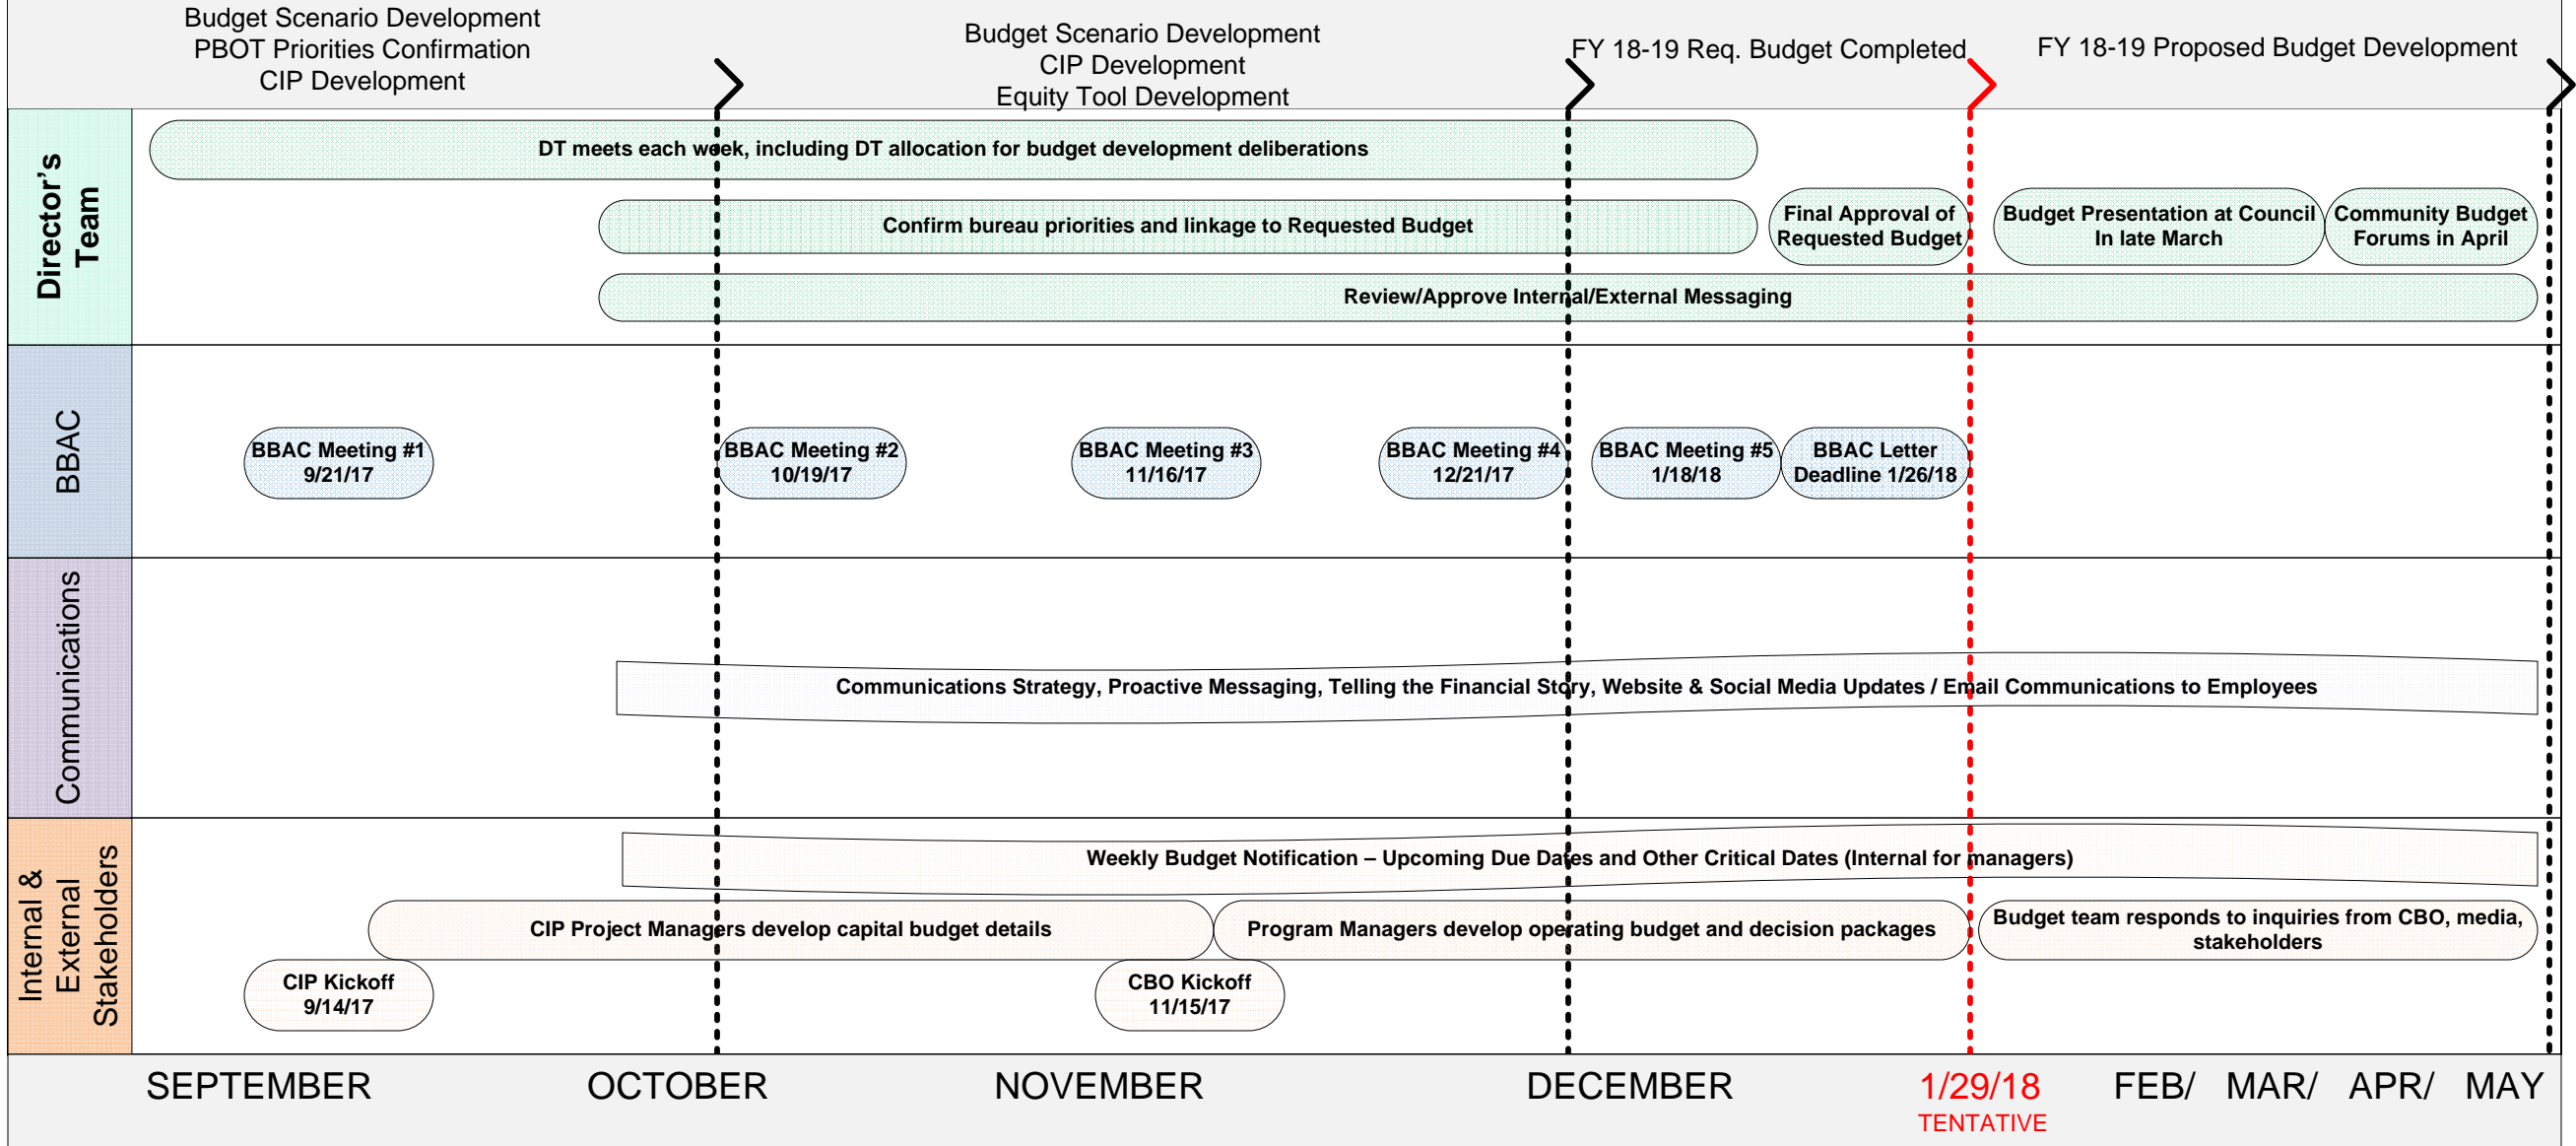 Budget Scenario Development
PBOT Priorities Confirmation
CIP Development
Budget Scenario Development
CIP Development
Equity Tool Development
FY 18-19 Req. Budget Completed
FY 18-19 Proposed Budget Development
Director's
Team
DT meets each week, including DT allocation for budget development deliberations
Confirm bureau priorities and linkage to Requested Budget
Final Approval of
Requested Budget
Budget Presentation at Council
In late March
Community Budget
Forums in April
Review/Approve Internal/External Messaging
BBAC
BBAC Meeting #1
9/21/17
BBAC Meeting #2
10/19/17
BBAC Meeting #3
11/16/17
BBAC Meeting #4
12/21/17
BBAC Meeting #5
1/18/18
BBAC Letter
Deadline 1/26/18
Communications
Communications Strategy, Proactive Messaging, Telling the Financial Story, Website & Social Media Updates / Email Communications to Employees
Internal &
External
Stakeholders
Weekly Budget Notification – Upcoming Due Dates and Other Critical Dates (Internal for managers)
CIP Project Managers develop capital budget details
Program Managers develop operating budget and decision packages
Budget team responds to inquiries from CBO, media,
stakeholders
CIP Kickoff
9/14/17
CBO Kickoff
11/15/17
SEPTEMBER
OCTOBER
NOVEMBER
DECEMBER
1/29/18
TENTATIVE
FEB/ MAR/ APR/ MAY